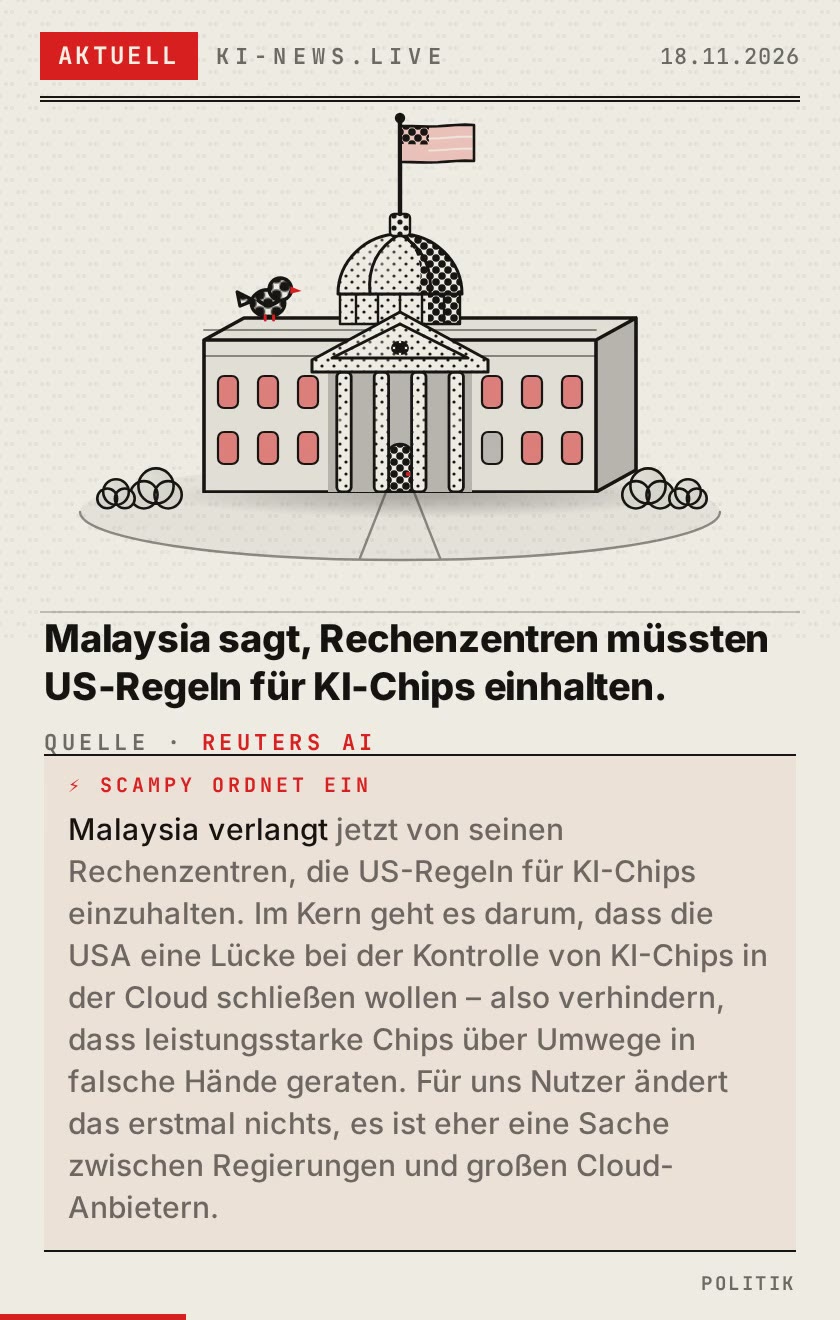 AKTUELL KI-NEWS.LIVE 18.11.2026
Malaysia sagt, Rechenzentren müssten
US-Regeln für KI-Chips einhalten.
QUELLE · REUTERS AI
⚡ SCAMPY ORDNET EIN
Malaysia verlangt jetzt von seinen
Rechenzentren, die US-Regeln für KI-Chips
einzuhalten. Im Kern geht es darum, dass die
USA eine Lücke bei der Kontrolle von KI-Chips in
der Cloud schließen wollen – also verhindern,
dass leistungsstarke Chips über Umwege in
falsche Hände geraten. Für uns Nutzer ändert
das erstmal nichts, es ist eher eine Sache
zwischen Regierungen und großen Cloud-
Anbietern.
POLITIK